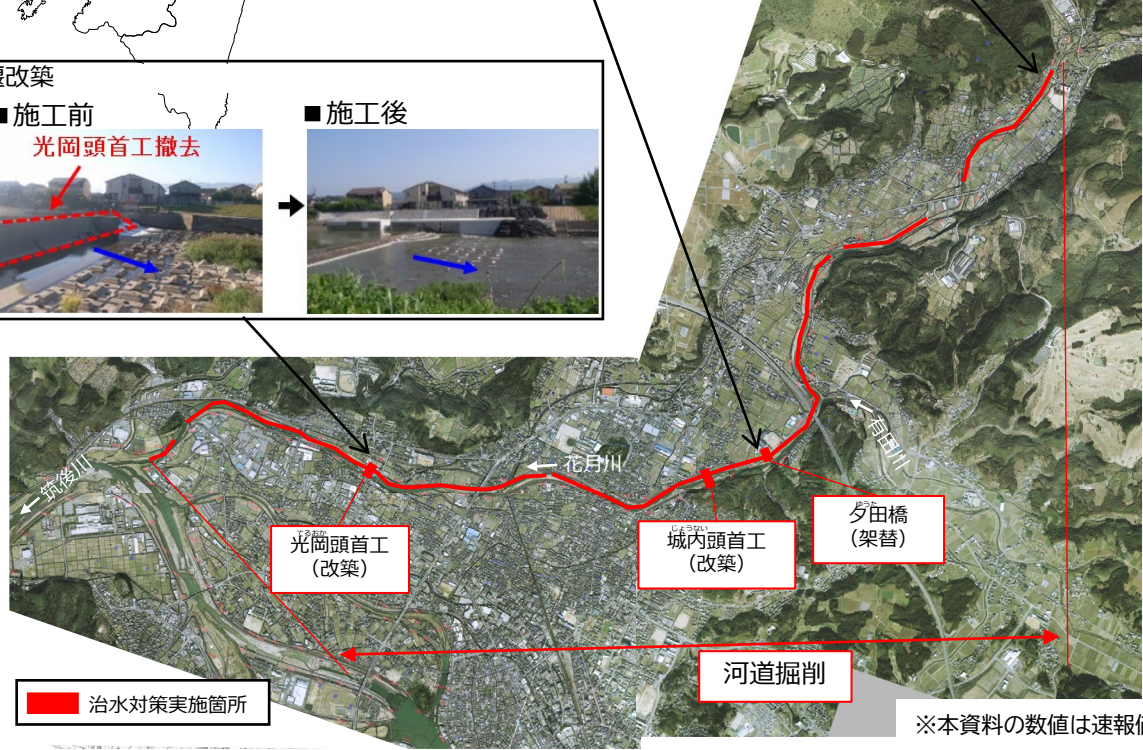 改築
■施工前
■施工後
光岡頭首工撤去
筑後川
花月川
有田川
てるおか
光岡頭首工
(改築)
じょうない
城内頭首工
(改築)
ゆうた
夕田橋
(架替)
河道掘削
治水対策実施箇所
※本資料の数値は速報値